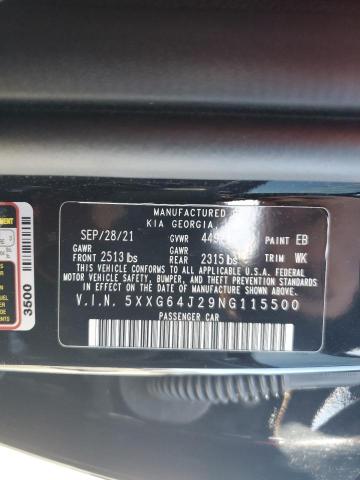 MANUFACTURED
KIA GEORGIA,
SEP/28/21 GVWR PAINT EB
GAWR GAWR
FRONT 2513 lbs 2315 lbs TRIM WK
THIS VEHICLE CONFORMS TO ALL APPLICABLE U.S.A. FEDERAL
MOTOR VEHICLE SAFETY, BUMPER, AND THEFT PREVENTION
STANDARDS IN EFFECT ON THE DATE OF MANUFACTURE SHOWN ABOVE.
V.I.N. 5XXG64J29NG115500
PASSENGER CAR
3500